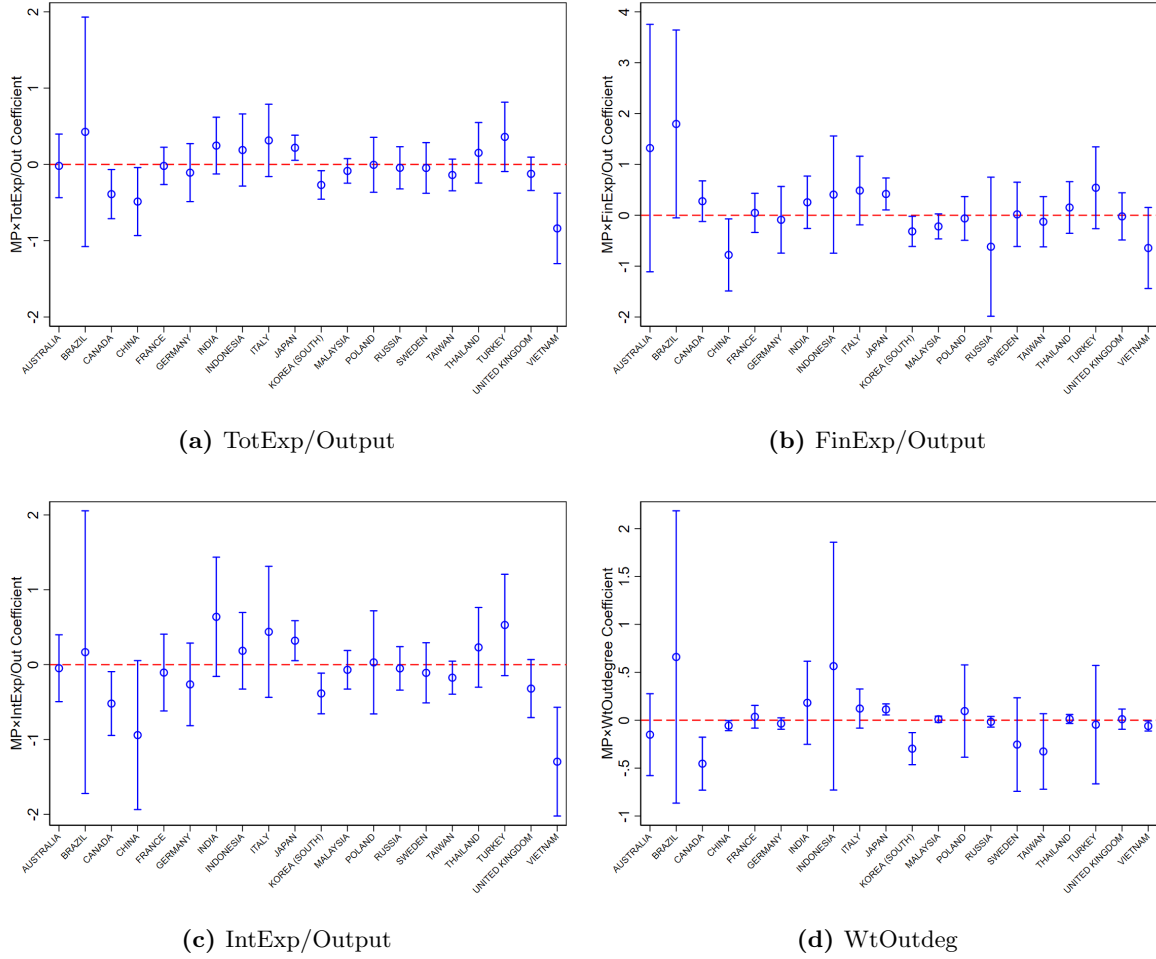 MP×TotExp/Out Coefficient
2
1
0
-1
-2
AUSTRALIA
BRAZIL
CANADA
CHINA
FRANCE
GERMANY
INDIA
INDONESIA
ITALY
JAPAN
KOREA (SOUTH)
MALAYSIA
POLAND
RUSSIA
SWEDEN
TAIWAN
THAILAND
TURKEY
UNITED KINGDOM
VIETNAM
(a) TotExp/Output
MP×FinExp/Out Coefficient
4
3
2
1
0
-1
-2
AUSTRALIA
BRAZIL
CANADA
CHINA
FRANCE
GERMANY
INDIA
INDONESIA
ITALY
JAPAN
KOREA (SOUTH)
MALAYSIA
POLAND
RUSSIA
SWEDEN
TAIWAN
THAILAND
TURKEY
UNITED KINGDOM
VIETNAM
(b) FinExp/Output
MP×IntExp/Out Coefficient
2
1
0
-1
-2
AUSTRALIA
BRAZIL
CANADA
CHINA
FRANCE
GERMANY
INDIA
INDONESIA
ITALY
JAPAN
KOREA (SOUTH)
MALAYSIA
POLAND
RUSSIA
SWEDEN
TAIWAN
THAILAND
TURKEY
UNITED KINGDOM
VIETNAM
(c) IntExp/Output
MP×WtOutdegree Coefficient
2
1.5
1
.5
0
-.5
-1
AUSTRALIA
BRAZIL
CANADA
CHINA
FRANCE
GERMANY
INDIA
INDONESIA
ITALY
JAPAN
KOREA (SOUTH)
MALAYSIA
POLAND
RUSSIA
SWEDEN
TAIWAN
THAILAND
TURKEY
UNITED KINGDOM
VIETNAM
(d) WtOutdeg